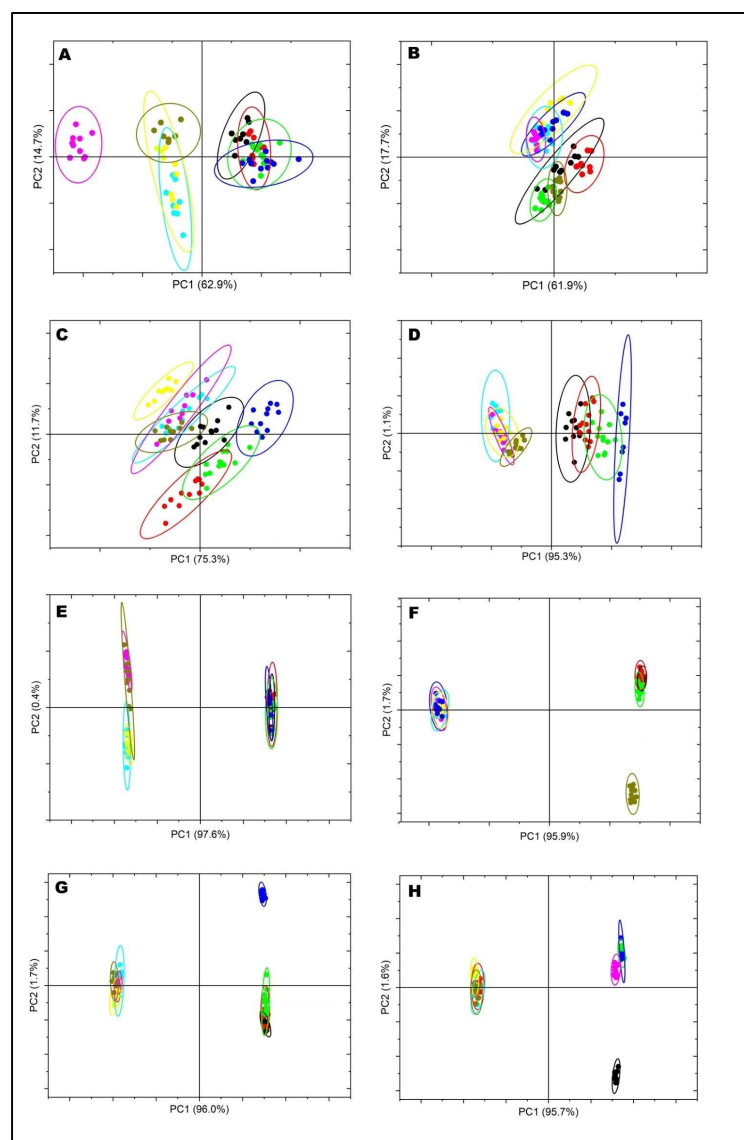 A
PC2 (14.7%)
PC1 (62.9%)
B
PC2 (17.7%)
PC1 (61.9%)
C
PC2 (11.7%)
PC1 (75.3%)
D
PC2 (1.1%)
PC1 (95.3%)
E
PC2 (0.4%)
PC1 (97.6%)
F
PC2 (1.7%)
PC1 (95.9%)
G
PC2 (1.7%)
PC1 (96.0%)
H
PC2 (1.6%)
PC1 (95.7%)